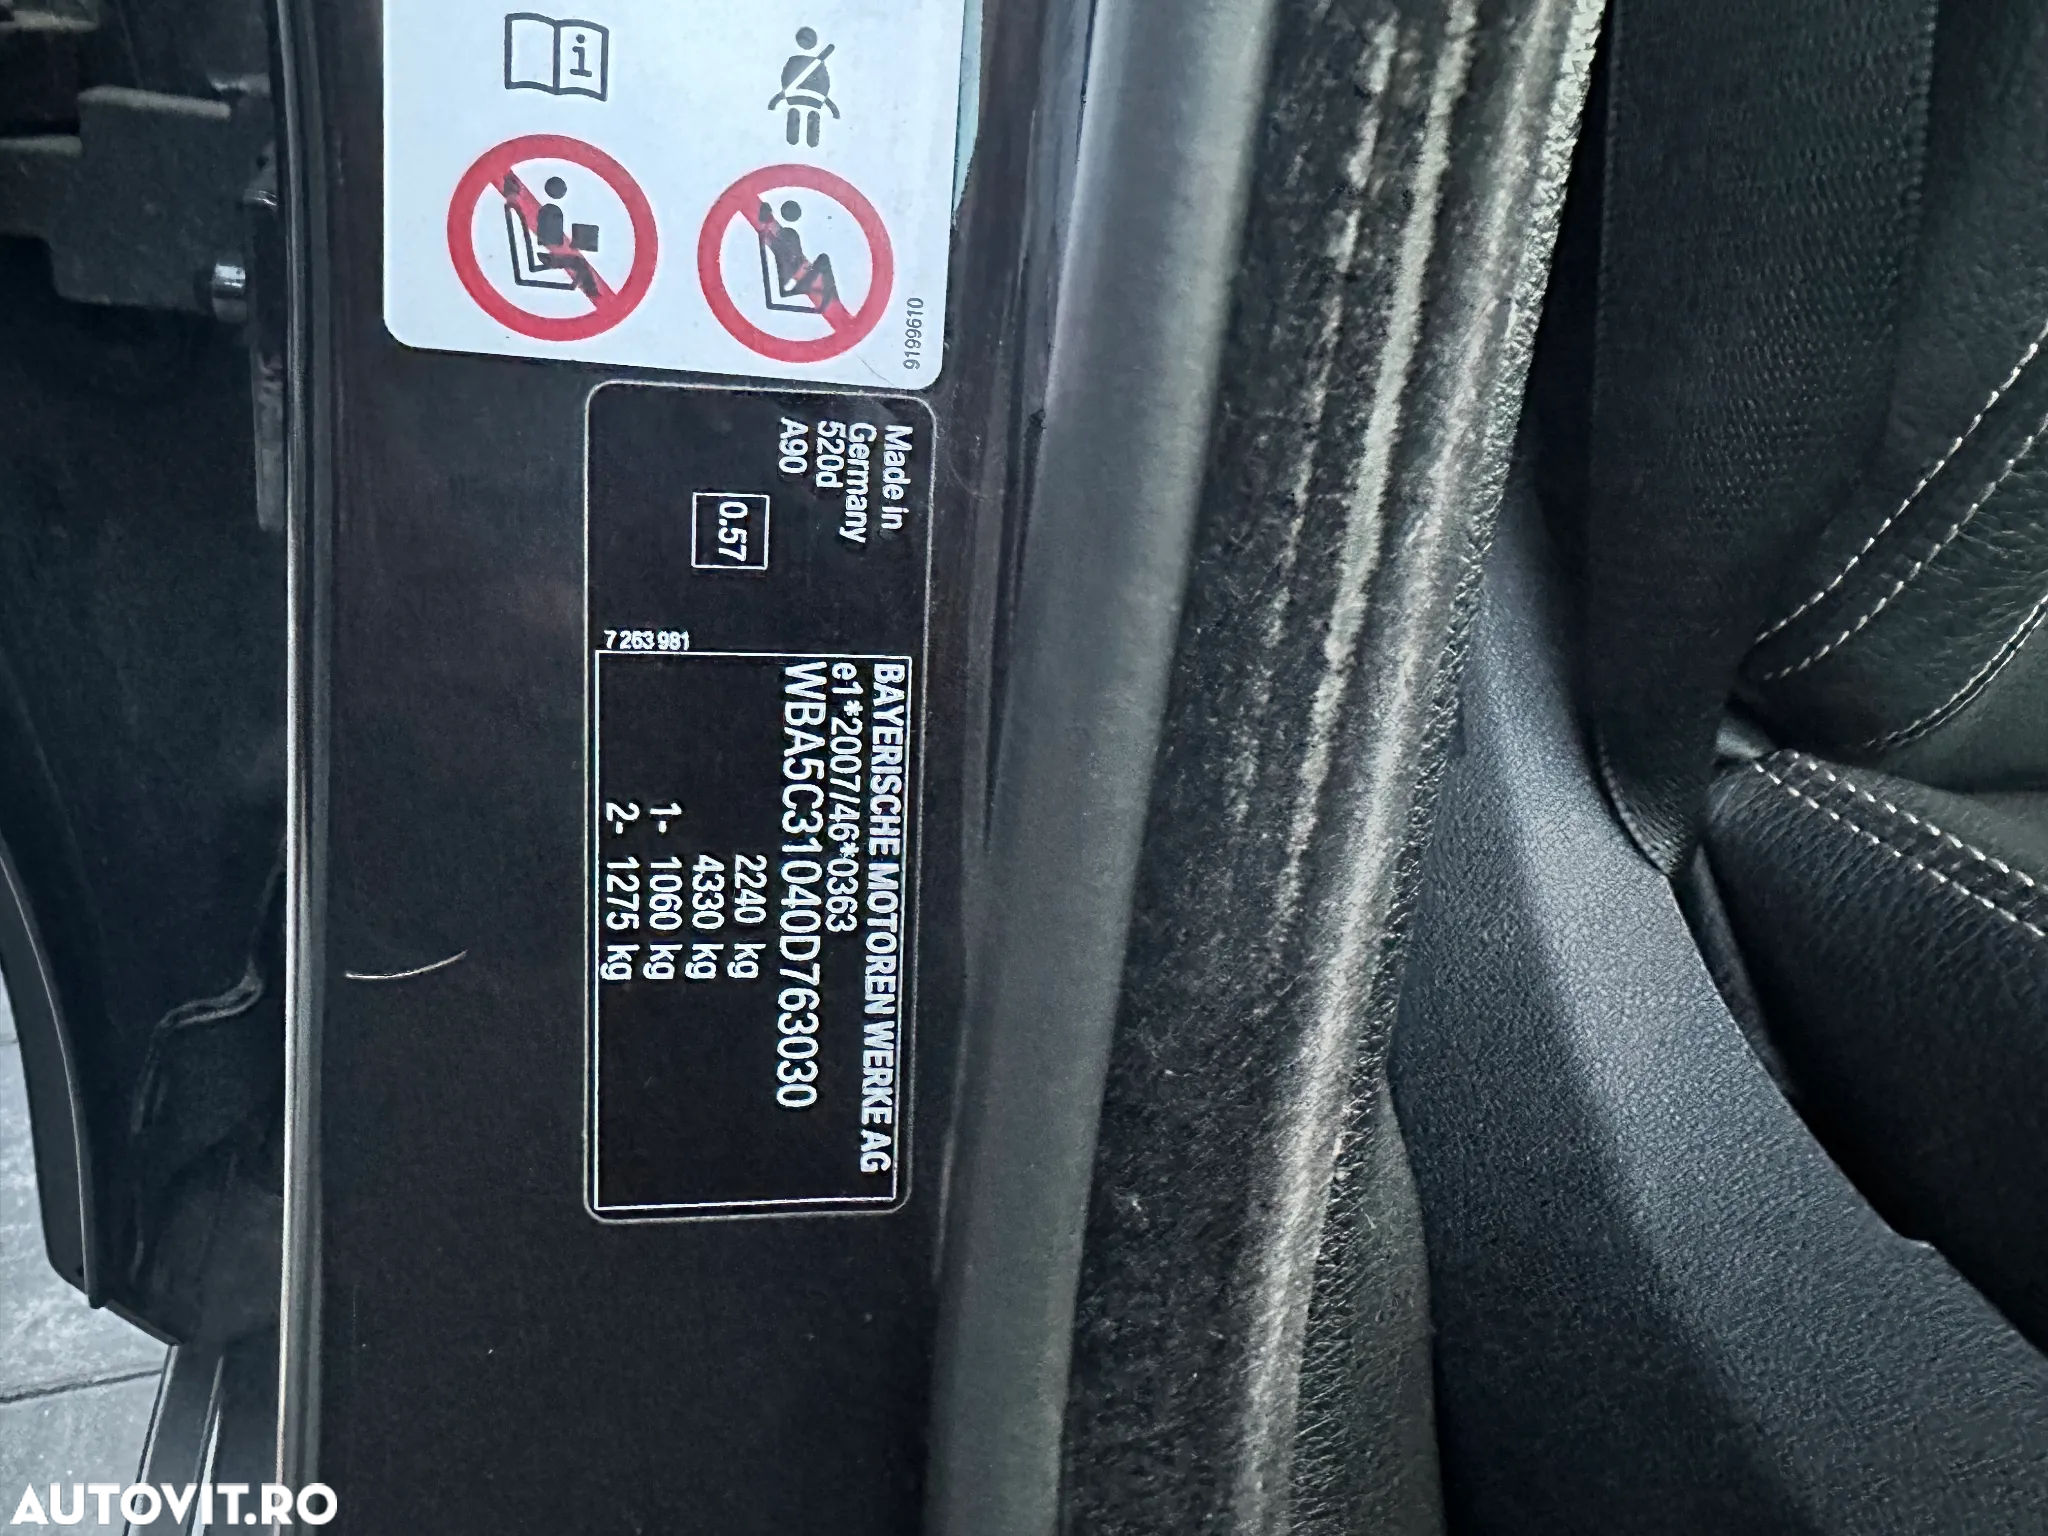 9199610
Made in
Germany
520d
A90
0.57
7 263 981
BAYERISCHE MOTOREN WERKE AG
e1*2007/46*0363
WBA5C31040D763030
2240 kg
4330 kg
1- 1060 kg
2- 1275 kg
AUTOVIT.RO